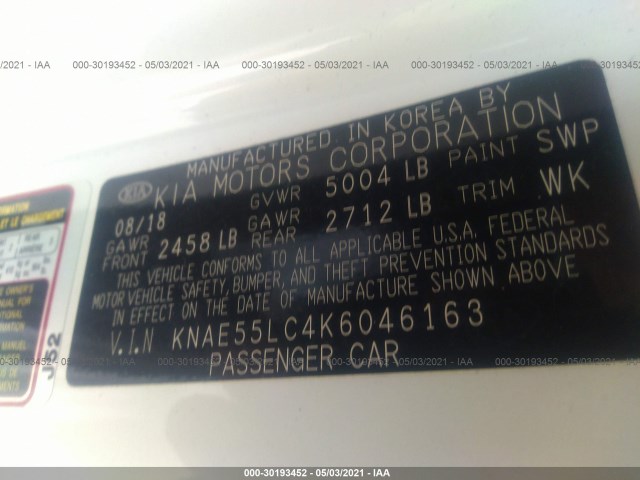 000-30193452 - 05/03/2021 - IAA
MANUFACTURED IN KOREA BY
KIA KIA MOTORS CORPORATION
08/18 GVWR 5004 LB PAINT SWP
GAWR FRONT 2458 LB GAWR REAR 2712 LB TRIM WK
THIS VEHICLE CONFORMS TO ALL APPLICABLE U.S.A. FEDERAL
MOTOR VEHICLE SAFETY, BUMPER, AND THEFT PREVENTION STANDARDS
IN EFFECT ON THE DATE OF MANUFACTURE SHOWN ABOVE
V.I.N KNAE55LC4K6046163
PASSENGER CAR
000-30193452 - 05/03/2021 - IAA